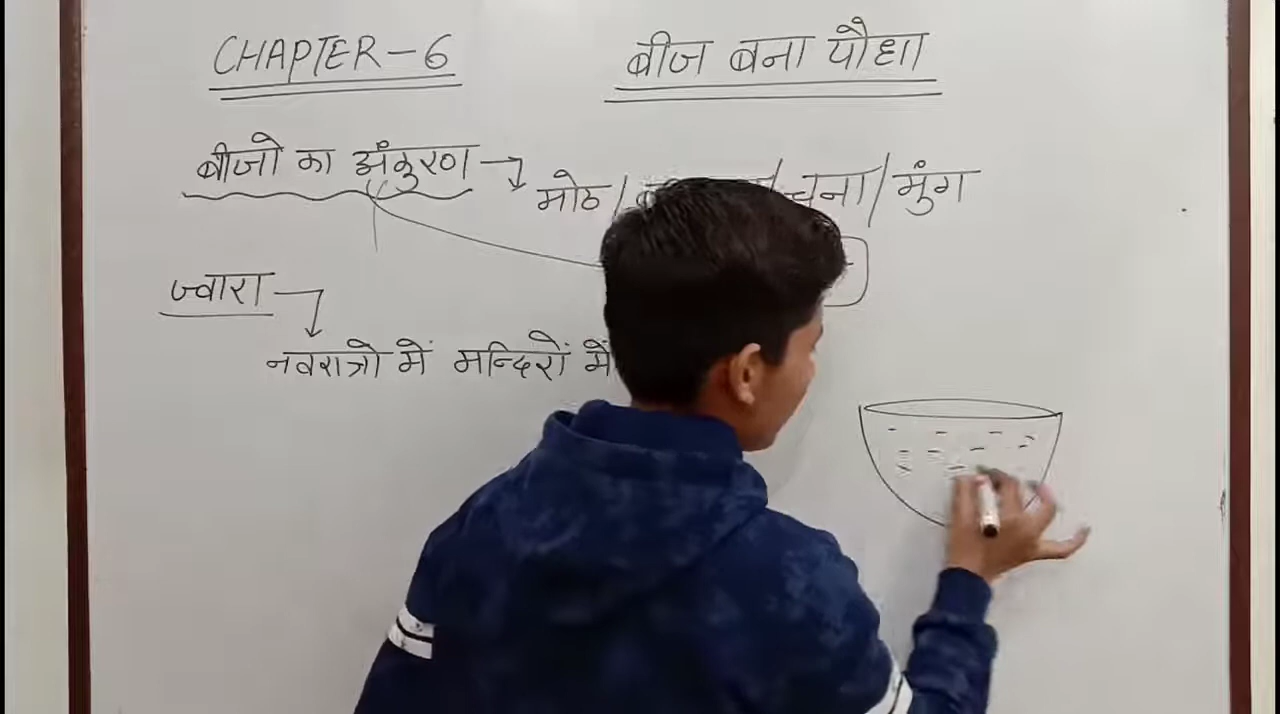 CHAPTER-6
बीज बना पौधा
बीजो का अंकुरण →
मोठ / / चना / मुंग
ज्वारा
नवरात्रो में मन्दिरों में